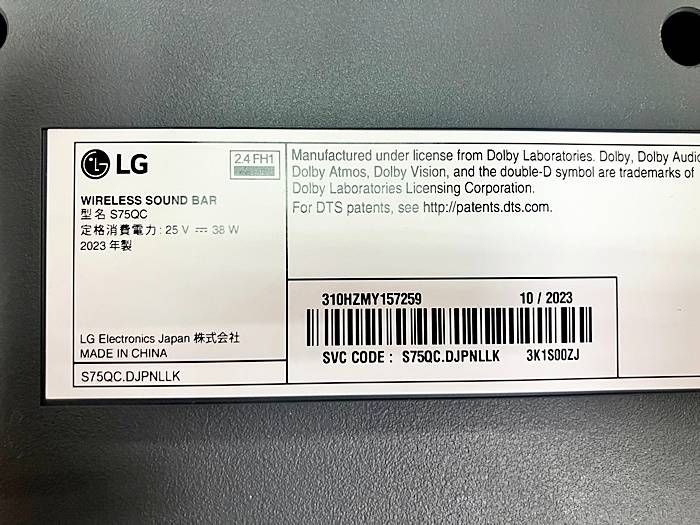 LG
2.4 FH1
WIRELESS SOUND BAR
型 名 S75QC
定格消費電力 : 25 V ⎓ 38 W
2023 年製
LG Electronics Japan 株式会社
MADE IN CHINA
S75QC.DJPNLLK
Manufactured under license from Dolby Laboratories. Dolby, Dolby Audio
Dolby Atmos, Dolby Vision, and the double-D symbol are trademarks of
Dolby Laboratories Licensing Corporation.
For DTS patents, see http://patents.dts.com.
310HZMY157259 10 / 2023
SVC CODE : S75QC.DJPNLLK 3K1S00ZJ